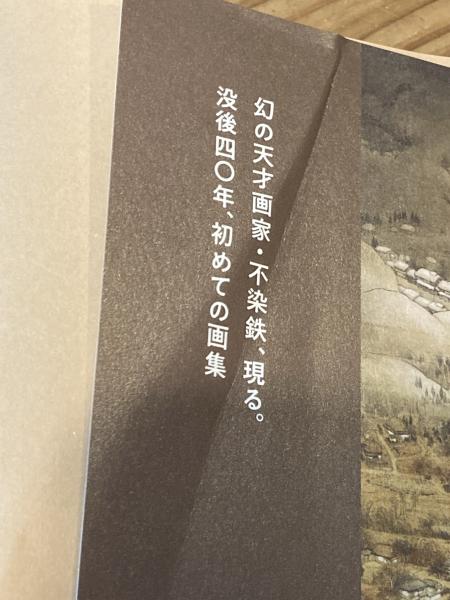 幻の天才画家・不染鉄、現る。
没後四〇年、初めての画集